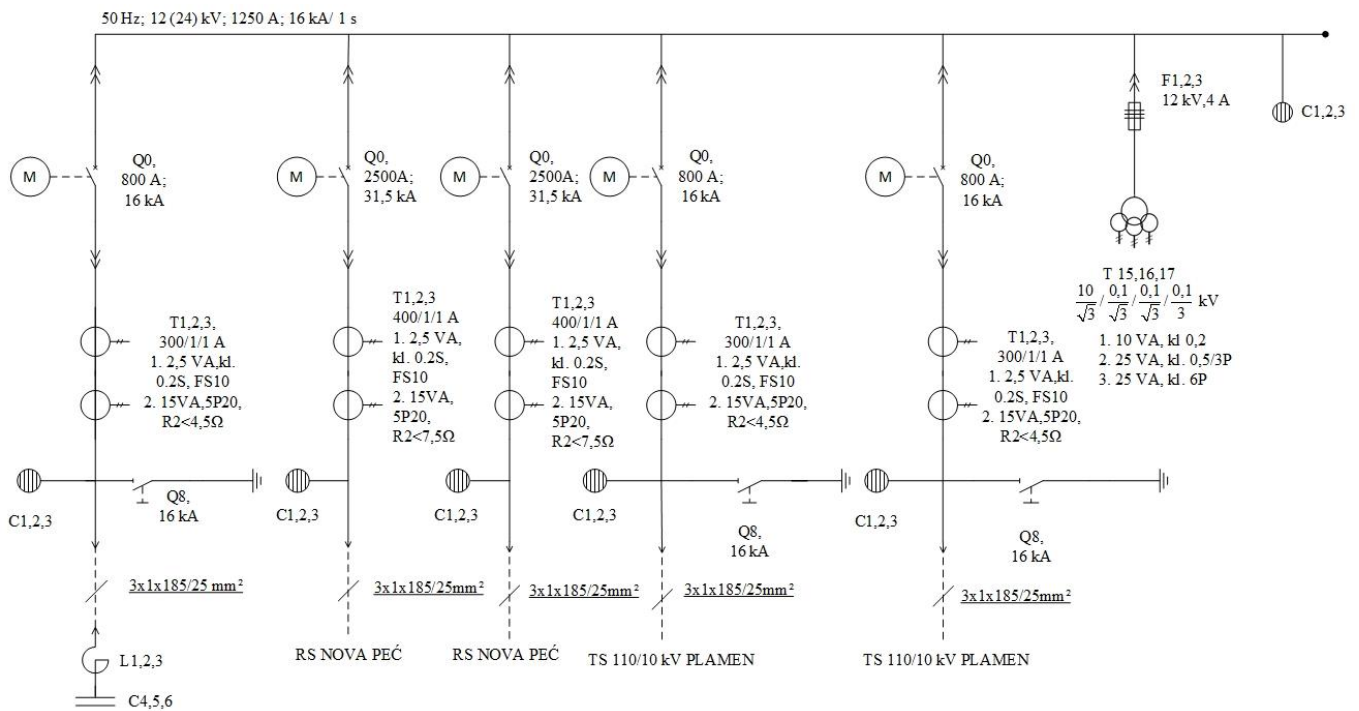 50 Hz; 12 (24) kV; 1250 A; 16 kA/ 1 s
M
Q0,
800 A;
16 kA
T1,2,3,
300/1/1 A
1. 2,5 VA,kl.
0.2S, FS10
2. 15VA,5P20,
R2<4,5Ω
C1,2,3
Q8,
16 kA
3x1x185/25 mm²
L1,2,3
C4,5,6
M
Q0,
2500A;
31,5 kA
T1,2,3
400/1/1 A
1. 2,5 VA,
kl. 0.2S,
FS10
2. 15VA,
5P20,
R2<7,5Ω
C1,2,3
3x1x185/25mm²
RS NOVA PEĆ
M
Q0,
2500A;
31,5 kA
T1,2,3
400/1/1 A
1. 2,5 VA,
kl. 0.2S,
FS10
2. 15VA,
5P20,
R2<7,5Ω
C1,2,3
3x1x185/25mm²
RS NOVA PEĆ
M
Q0,
800 A;
16 kA
T1,2,3,
300/1/1 A
1. 2,5 VA,kl.
0.2S, FS10
2. 15VA,5P20,
R2<4,5Ω
C1,2,3
Q8,
16 kA
3x1x185/25mm²
TS 110/10 kV PLAMEN
M
Q0,
800 A;
16 kA
T1,2,3,
300/1/1 A
1. 2,5 VA,kl.
0.2S, FS10
2. 15VA,5P20,
R2<4,5Ω
C1,2,3
Q8,
16 kA
3x1x185/25mm²
TS 110/10 kV PLAMEN
F1,2,3
12 kV,4 A
T 15,16,17
10/√3 / 0,1/√3 / 0,1/√3 / 0,1/3 kV
1. 10 VA, kl 0,2
2. 25 VA, kl. 0,5/3P
3. 25 VA, kl. 6P
C1,2,3